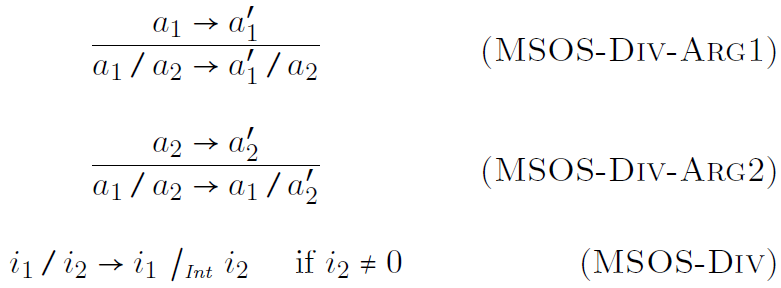 a₁ → a′₁
a₁ / a₂ → a′₁ / a₂ (MSOS-Div-Arg1)
a₂ → a′₂
a₁ / a₂ → a₁ / a′₂ (MSOS-Div-Arg2)
i₁ / i₂ → i₁ /Int i₂ if i₂ ≠ 0 (MSOS-Div)